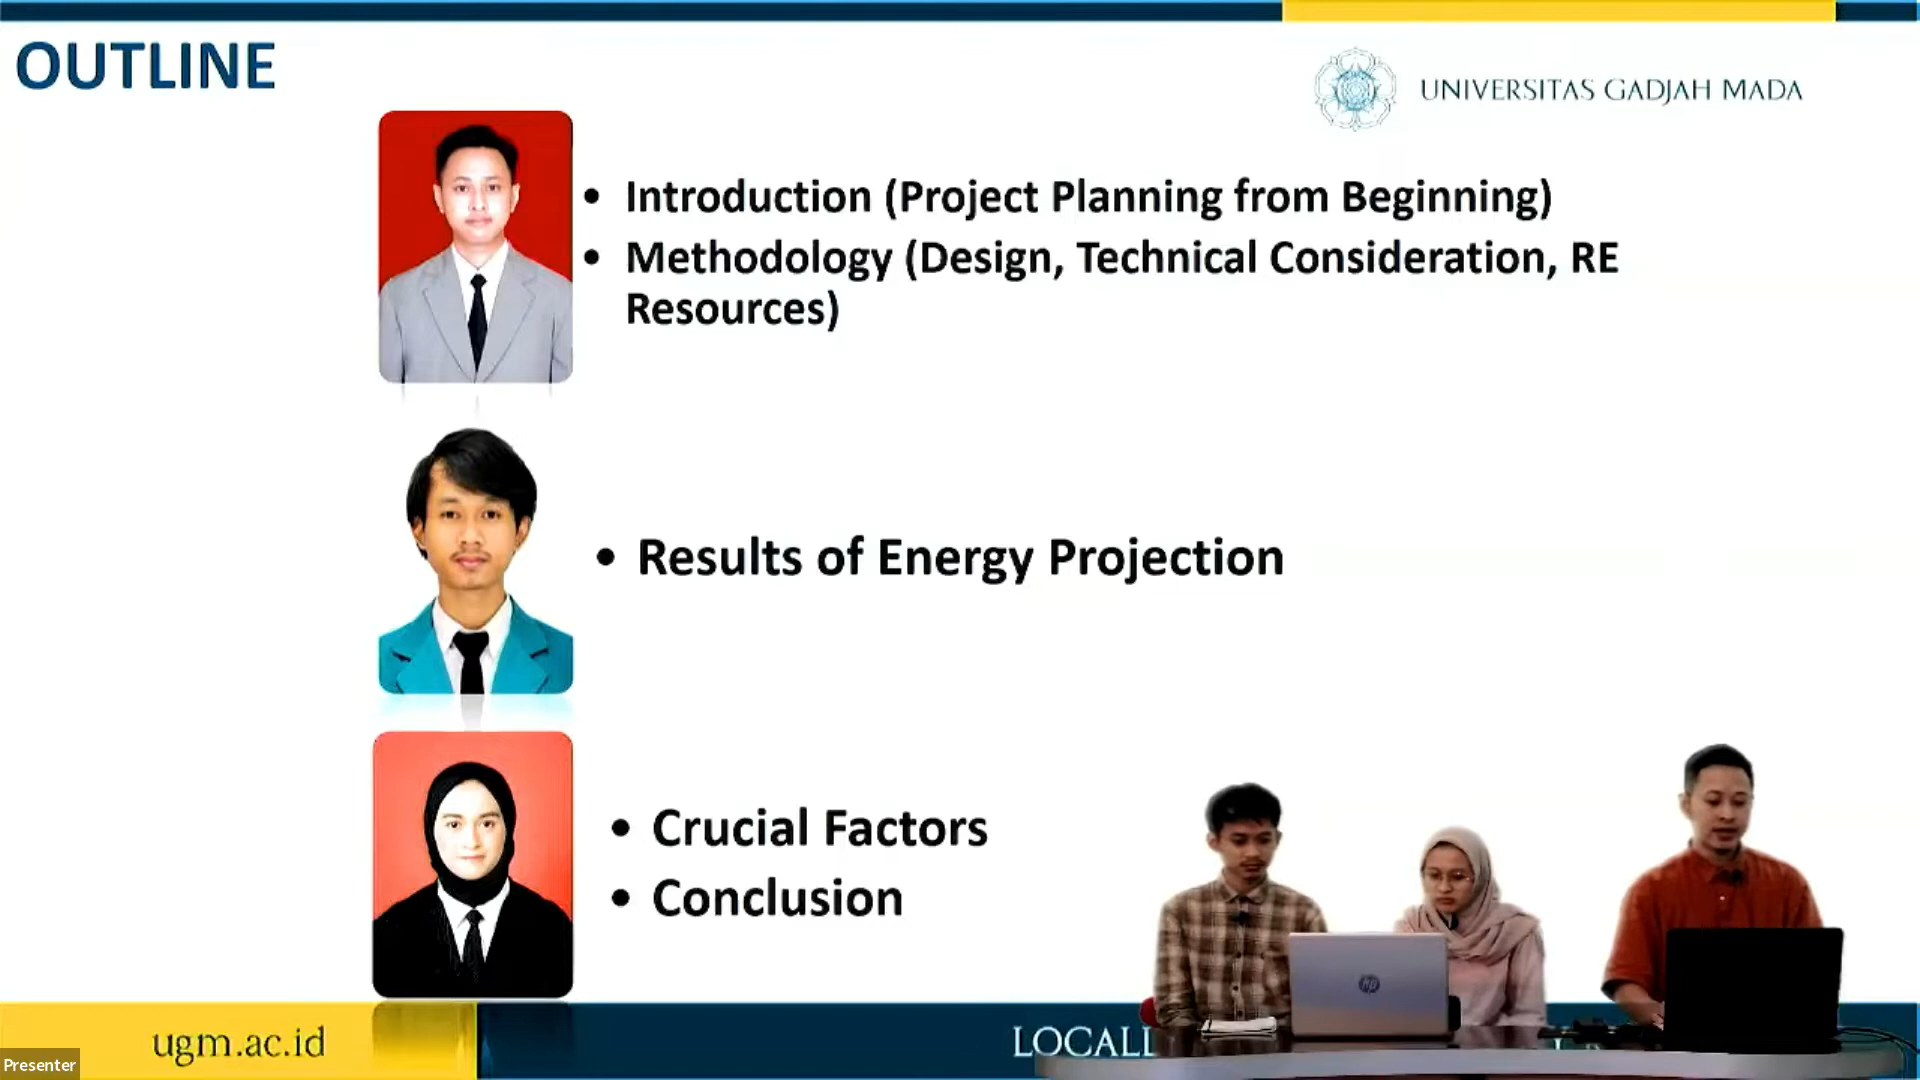 OUTLINE
UNIVERSITAS GADJAH MADA
• Introduction (Project Planning from Beginning)
• Methodology (Design, Technical Consideration, RE
Resources)
• Results of Energy Projection
• Crucial Factors
• Conclusion
ugm.ac.id
Presenter
hp